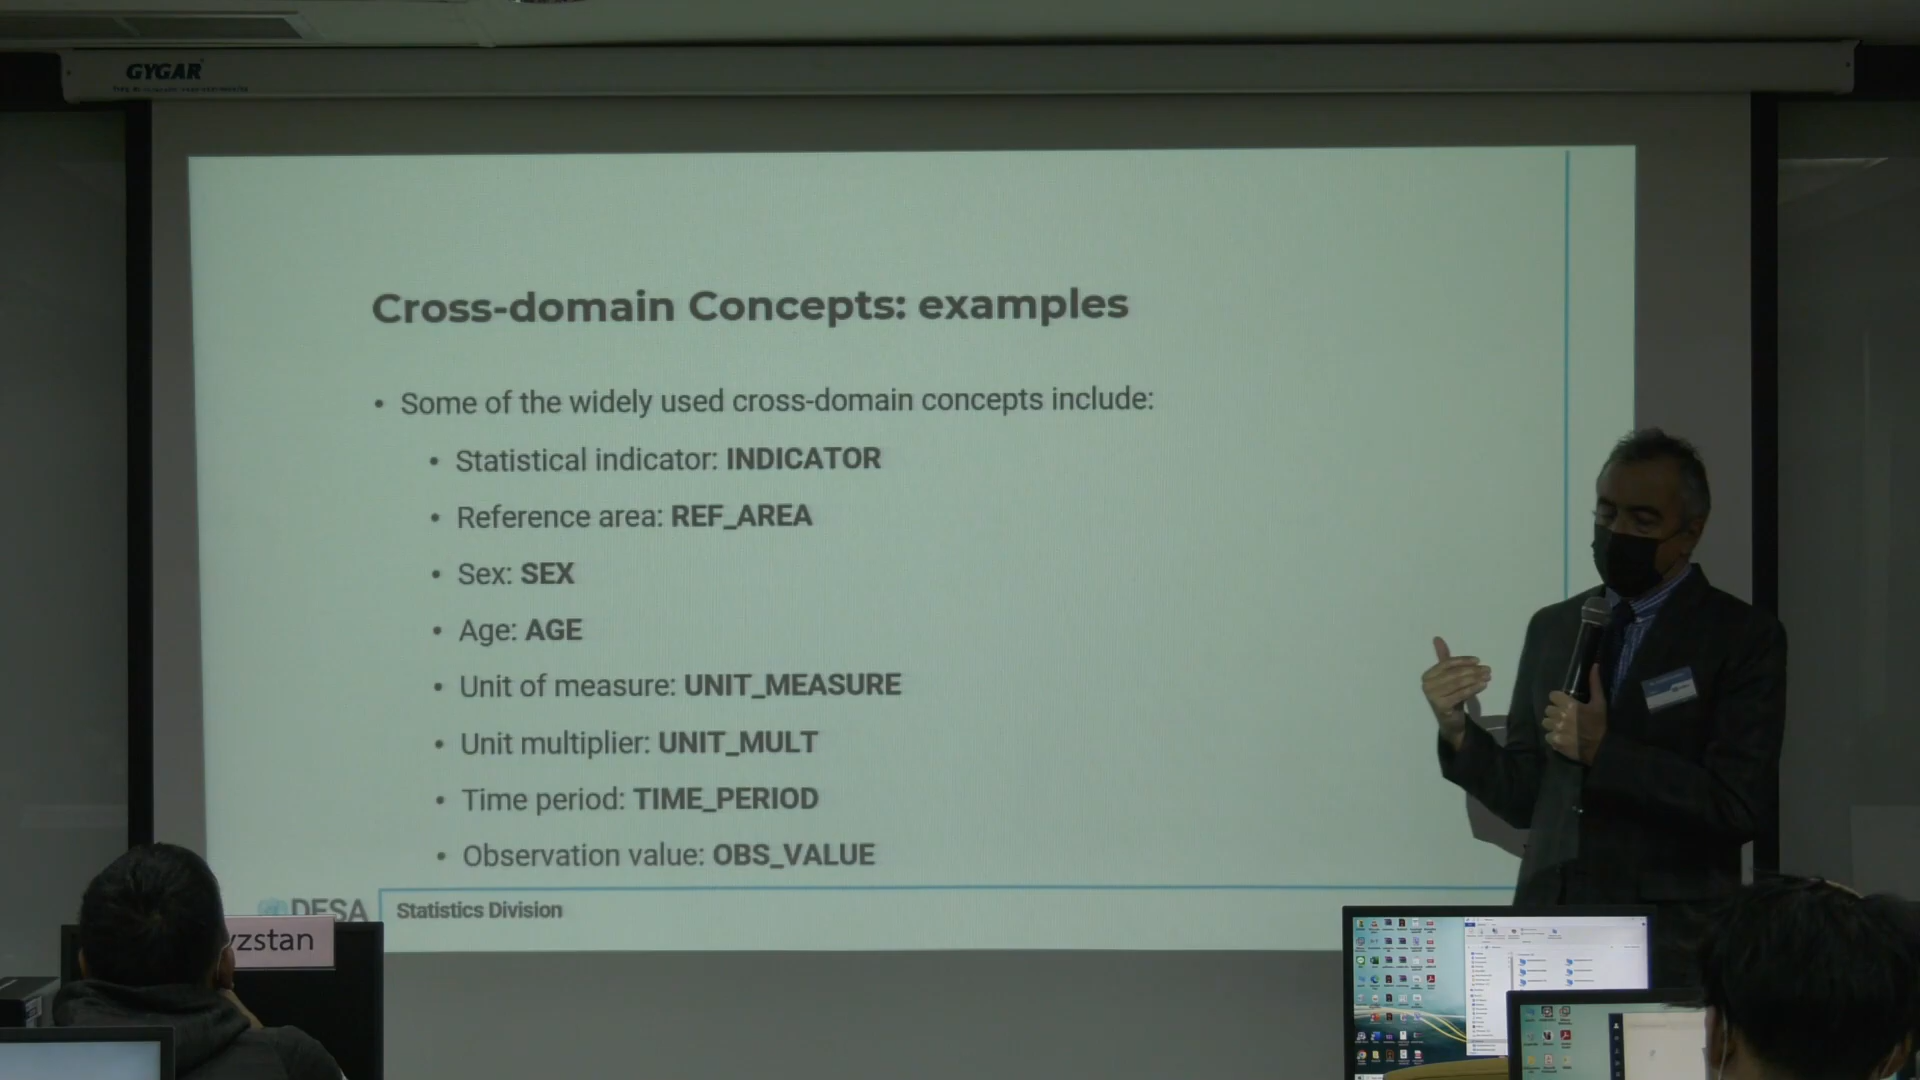 GYGAR
Cross-domain Concepts: examples
• Some of the widely used cross-domain concepts include:
• Statistical indicator: INDICATOR
• Reference area: REF_AREA
• Sex: SEX
• Age: AGE
• Unit of measure: UNIT_MEASURE
• Unit multiplier: UNIT_MULT
• Time period: TIME_PERIOD
• Observation value: OBS_VALUE
DESA
Statistics Division
yzstan